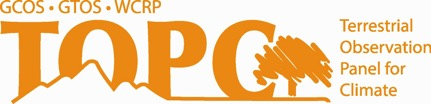 GCOS • GTOS • WCRP
TOPC
Terrestrial
Observation
Panel for
Climate